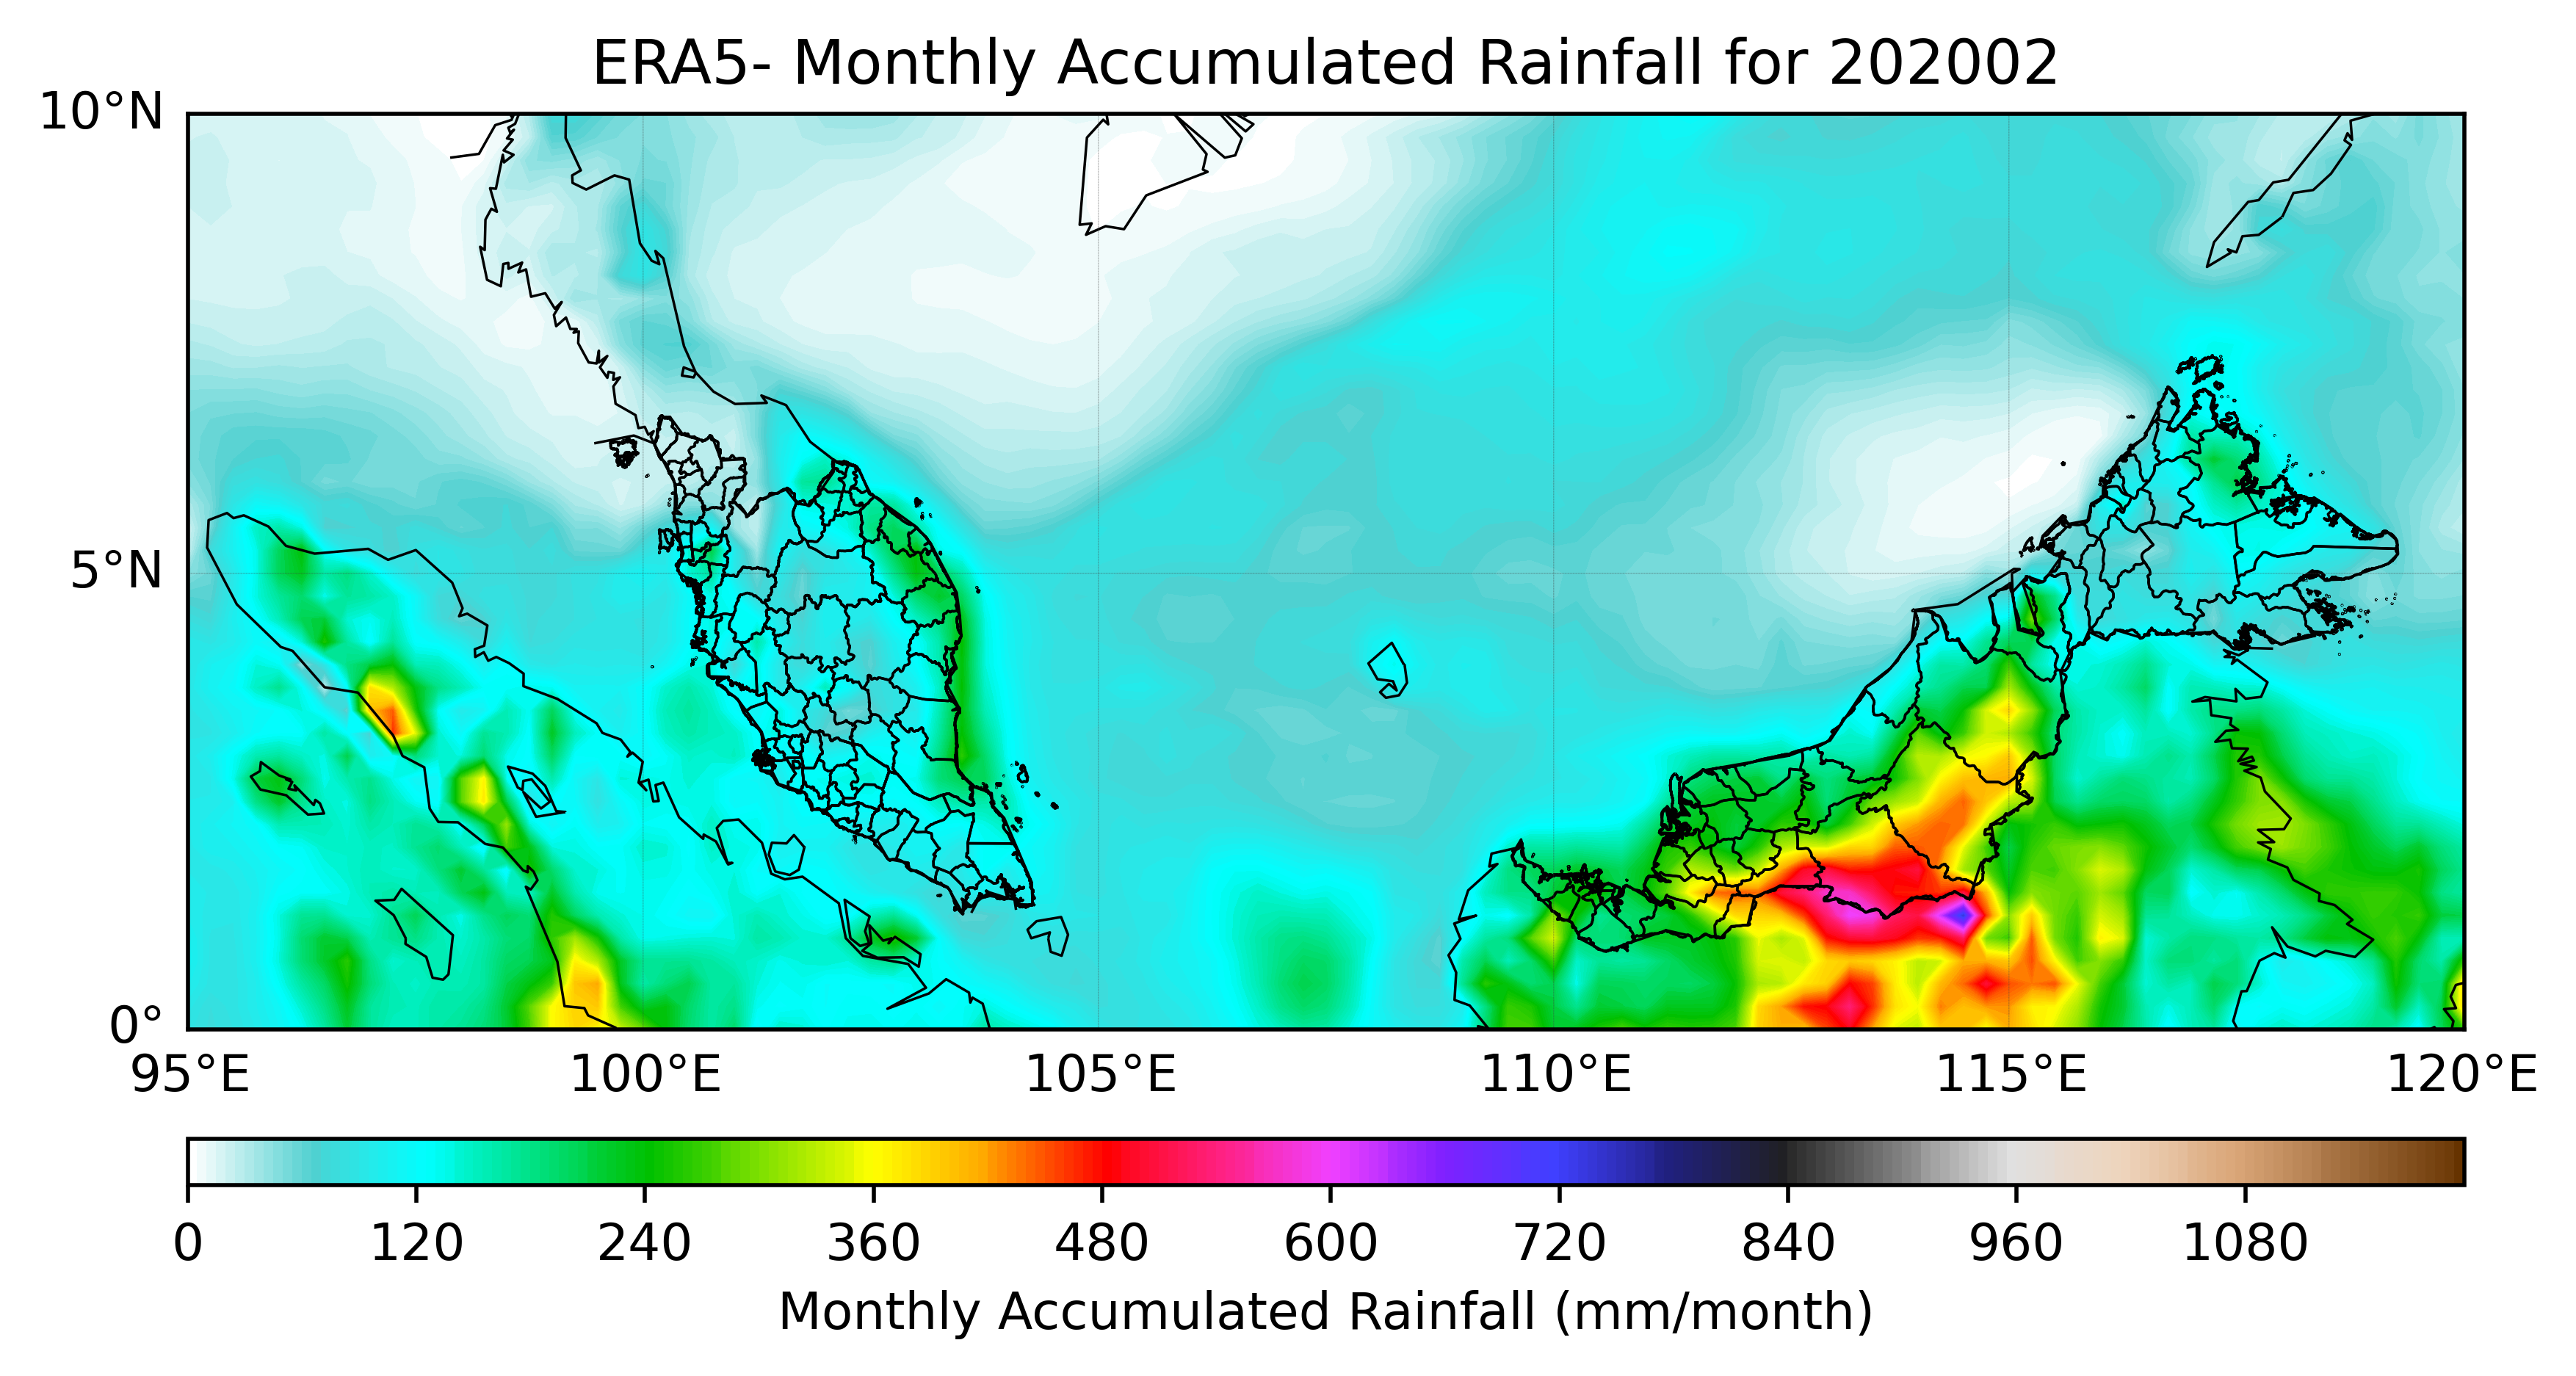 ERA5- Monthly Accumulated Rainfall for 202002
10°N
5°N
0°
95°E 100°E 105°E 110°E 115°E 120°E
0 120 240 360 480 600 720 840 960 1080
Monthly Accumulated Rainfall (mm/month)